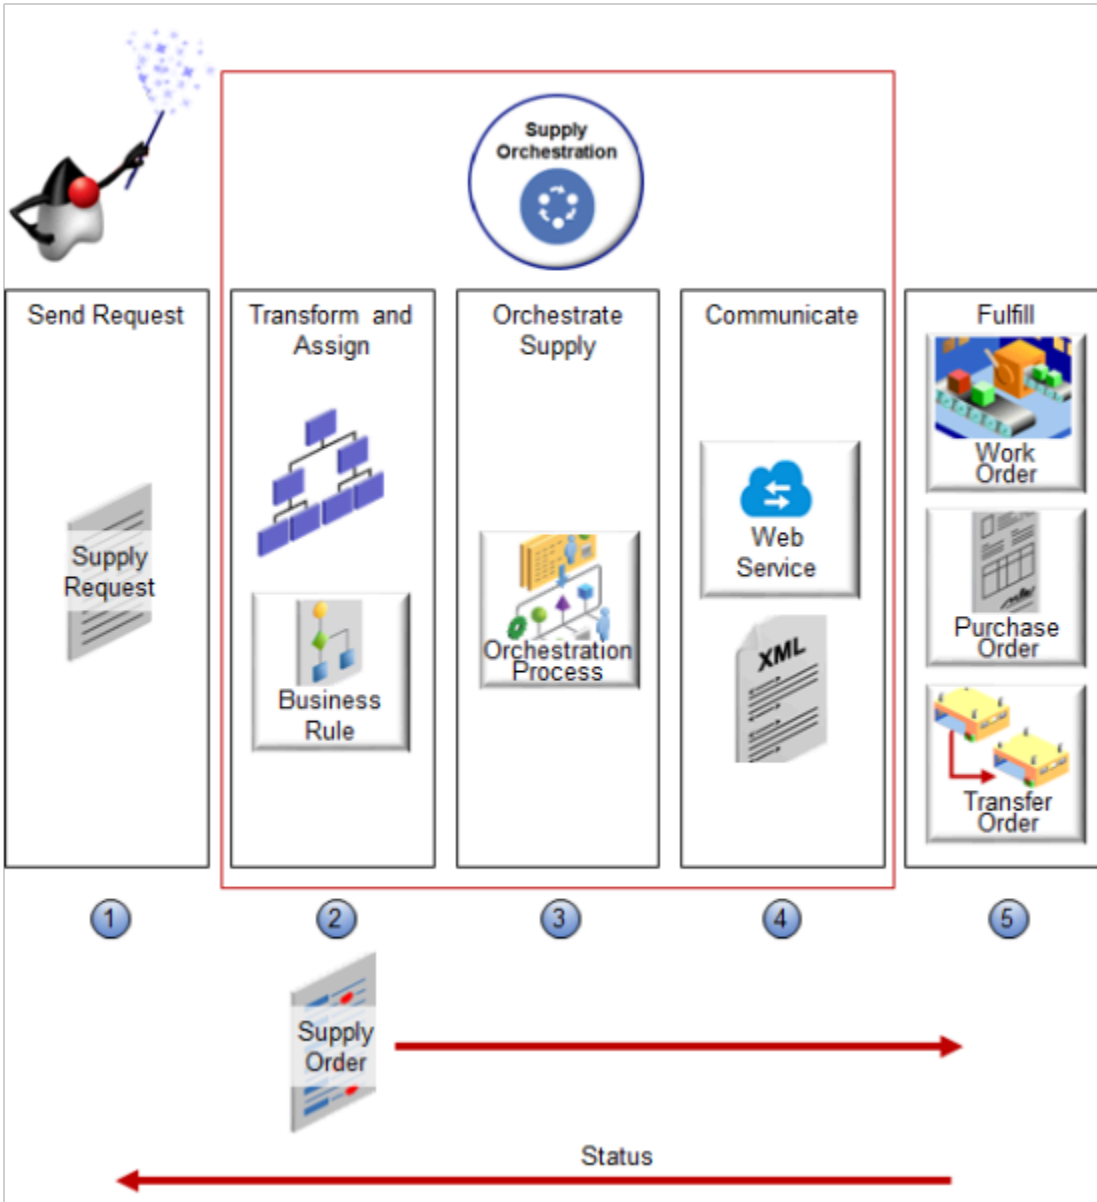 Supply
Orchestration
Send Request
Transform and
Assign
Orchestrate
Supply
Communicate
Fulfill
Supply
Request
Business
Rule
Orchestration
Process
Web
Service
XML
Work
Order
Purchase
Order
Transfer
Order
1
2
3
4
5
Supply
Order
Status